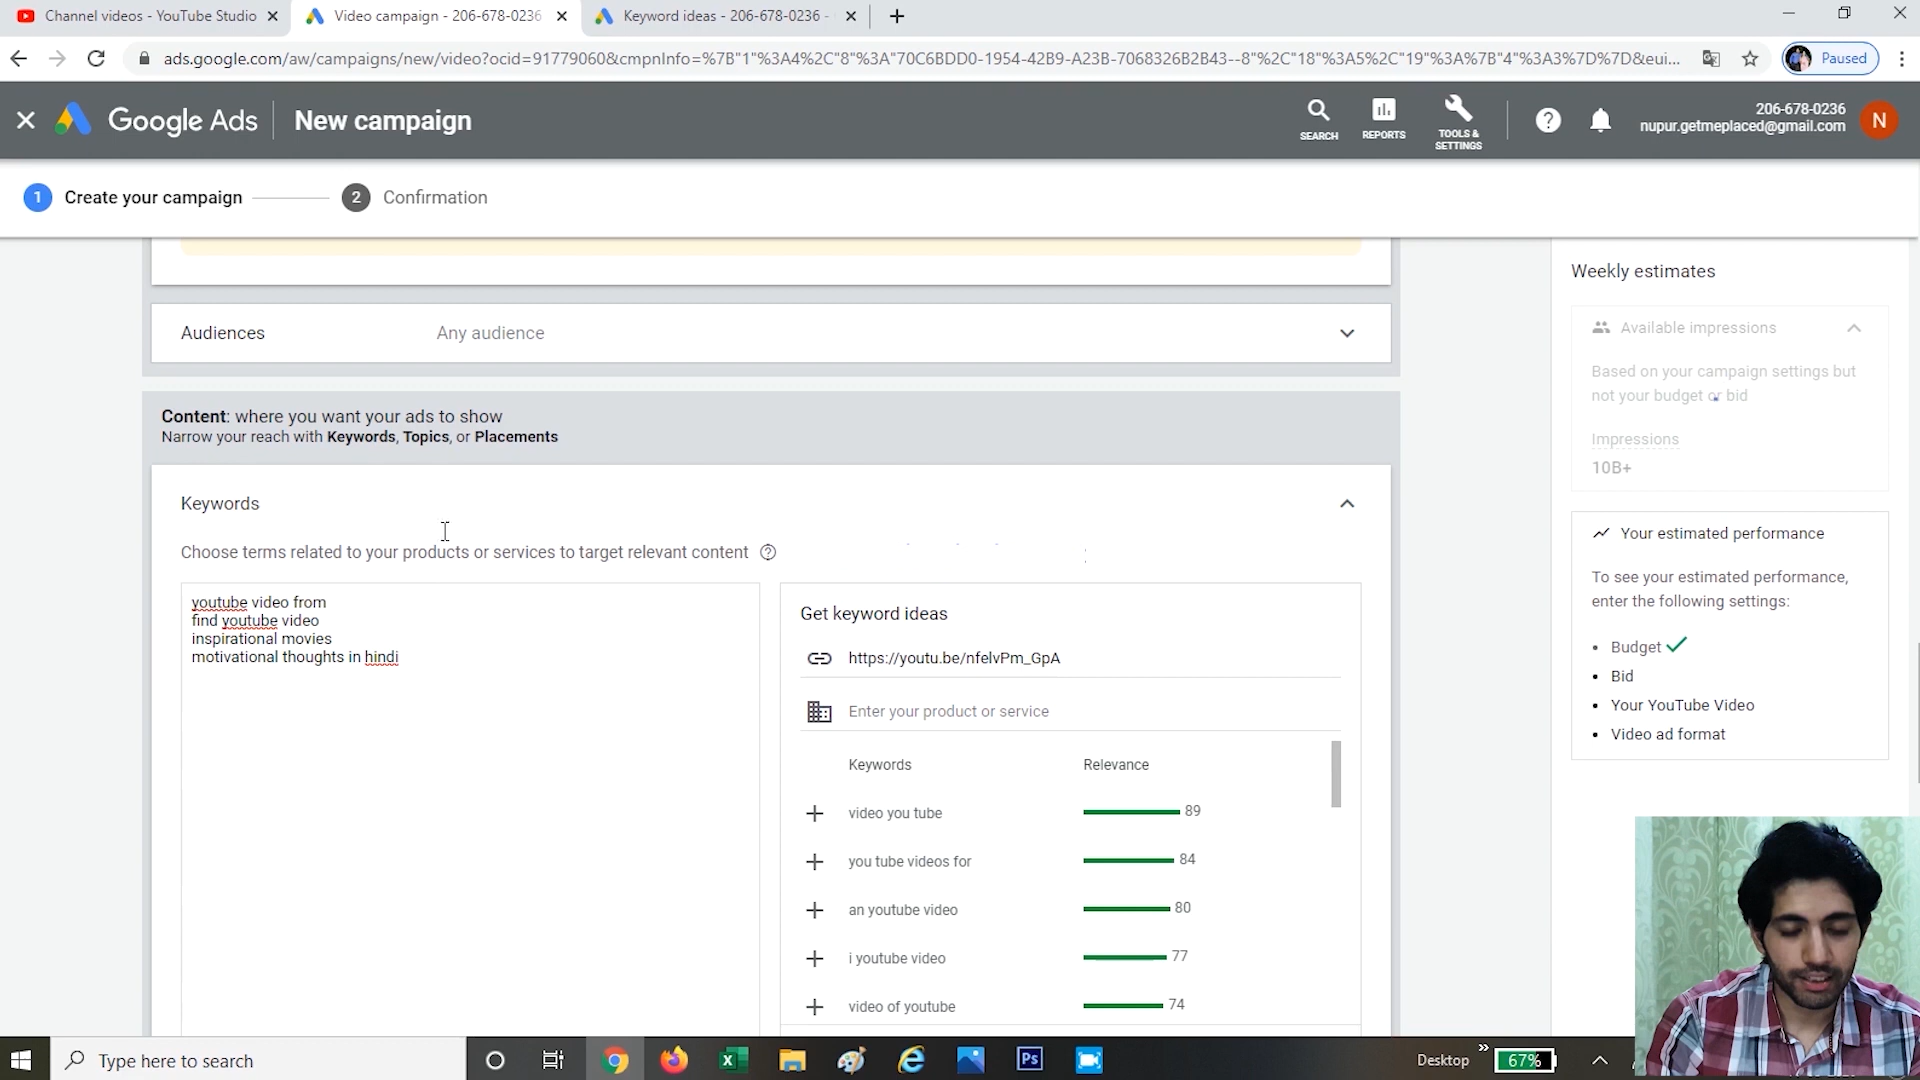 Channel videos - YouTube Studio
Video campaign - 206-678-0236
Keyword ideas - 206-678-0236 -
ads.google.com/aw/campaigns/new/video?ocid=91779060&cmpnInfo=%7B"1"%3A4%2C"8"%3A"70C6BDD0-1954-42B9-A23B-7068326B2B43--8"%2C"18"%3A5%2C"19"%3A%7B"4"%3A3%7D%7D&eui...
Paused
Google Ads
New campaign
SEARCH
REPORTS
TOOLS &
SETTINGS
206-678-0236
nupur.getmeplaced@gmail.com
N
1 Create your campaign
2 Confirmation
Audiences
Any audience
Content: where you want your ads to show
Narrow your reach with Keywords, Topics, or Placements
Keywords
Choose terms related to your products or services to target relevant content
youtube video from
find youtube video
inspirational movies
motivational thoughts in hindi
Get keyword ideas
https://youtu.be/nfelvPm_GpA
Enter your product or service
Keywords Relevance
video you tube 89
you tube videos for 84
an youtube video 80
i youtube video 77
video of youtube 74
Weekly estimates
Available impressions
Based on your campaign settings but
not your budget or bid
Impressions
10B+
Your estimated performance
To see your estimated performance,
enter the following settings:
• Budget
• Bid
• Your YouTube Video
• Video ad format
Type here to search
Ps
Desktop
67%